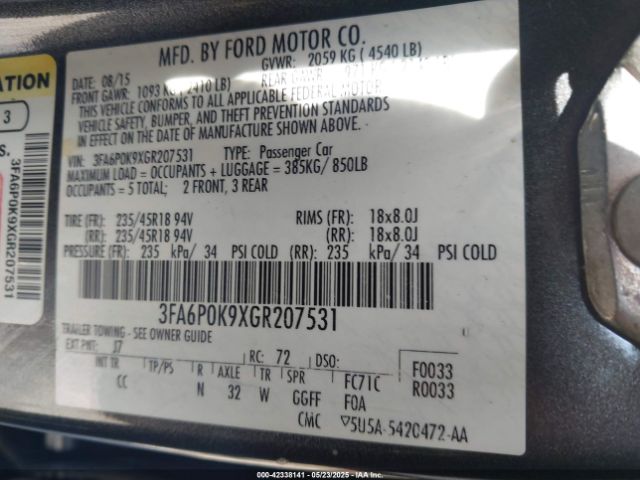 MFD. BY FORD MOTOR CO.
DATE: 08/15 GVWR: 2059 KG ( 4540 LB)
FRONT GAWR: 1093 KG ( 2410 LB) REAR GAWR:
THIS VEHICLE CONFORMS TO ALL APPLICABLE FEDERAL MOTOR
VEHICLE SAFETY, BUMPER, AND THEFT PREVENTION STANDARDS
IN EFFECT ON THE DATE OF MANUFACTURE SHOWN ABOVE.
VIN: 3FA6P0K9XGR207531 TYPE: Passenger Car
MAXIMUM LOAD = OCCUPANTS + LUGGAGE = 385KG/ 850LB
OCCUPANTS = 5 TOTAL; 2 FRONT, 3 REAR
TIRE (FR): 235/45R18 94V RIMS (FR): 18x8.0J
(RR): 235/45R18 94V (RR): 18x8.0J
PRESSURE (FR): 235 kPa/ 34 PSI COLD (RR): 235 kPa/ 34 PSI COLD
3FA6P0K9XGR207531
TRAILER TOWING - SEE OWNER GUIDE
EXT PNT: J7 RC: 72 DSO: F0033
INT TR TP/PS R AXLE TR SPR FC71C R0033
CC N 32 W GGFF F0A
CMC ▽5U5A-5420472-AA
ATION
3
S.
3FA6P0K9XGR207531
000-42338141 - 05/23/2025 - IAAI.COM